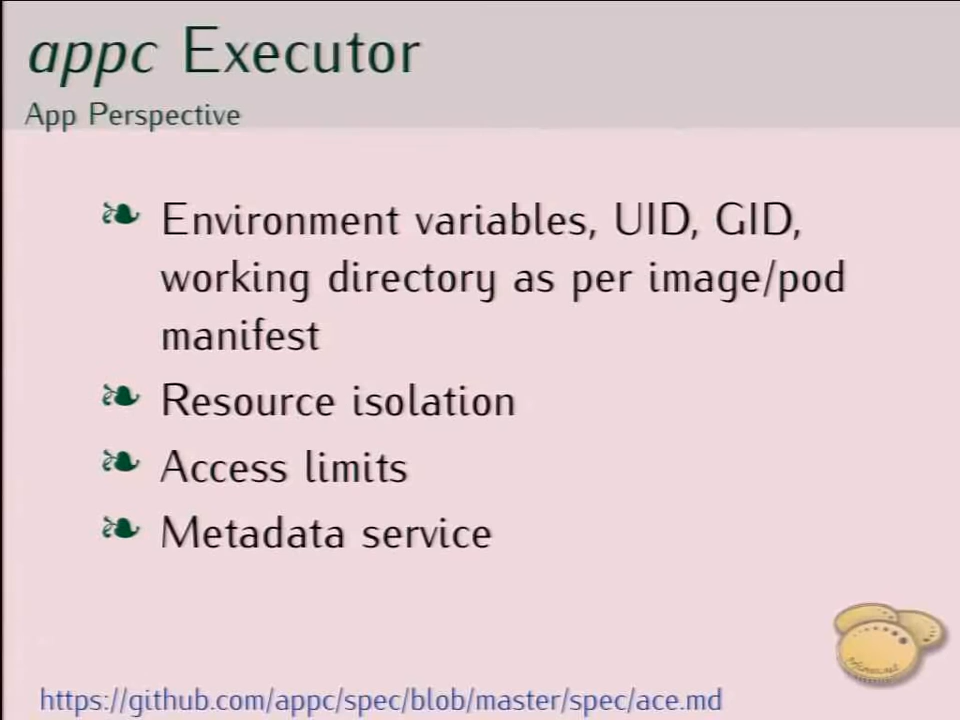 appc Executor
App Perspective
❧ Environment variables, UID, GID,
working directory as per image/pod
manifest
❧ Resource isolation
❧ Access limits
❧ Metadata service
https://github.com/appc/spec/blob/master/spec/ace.md